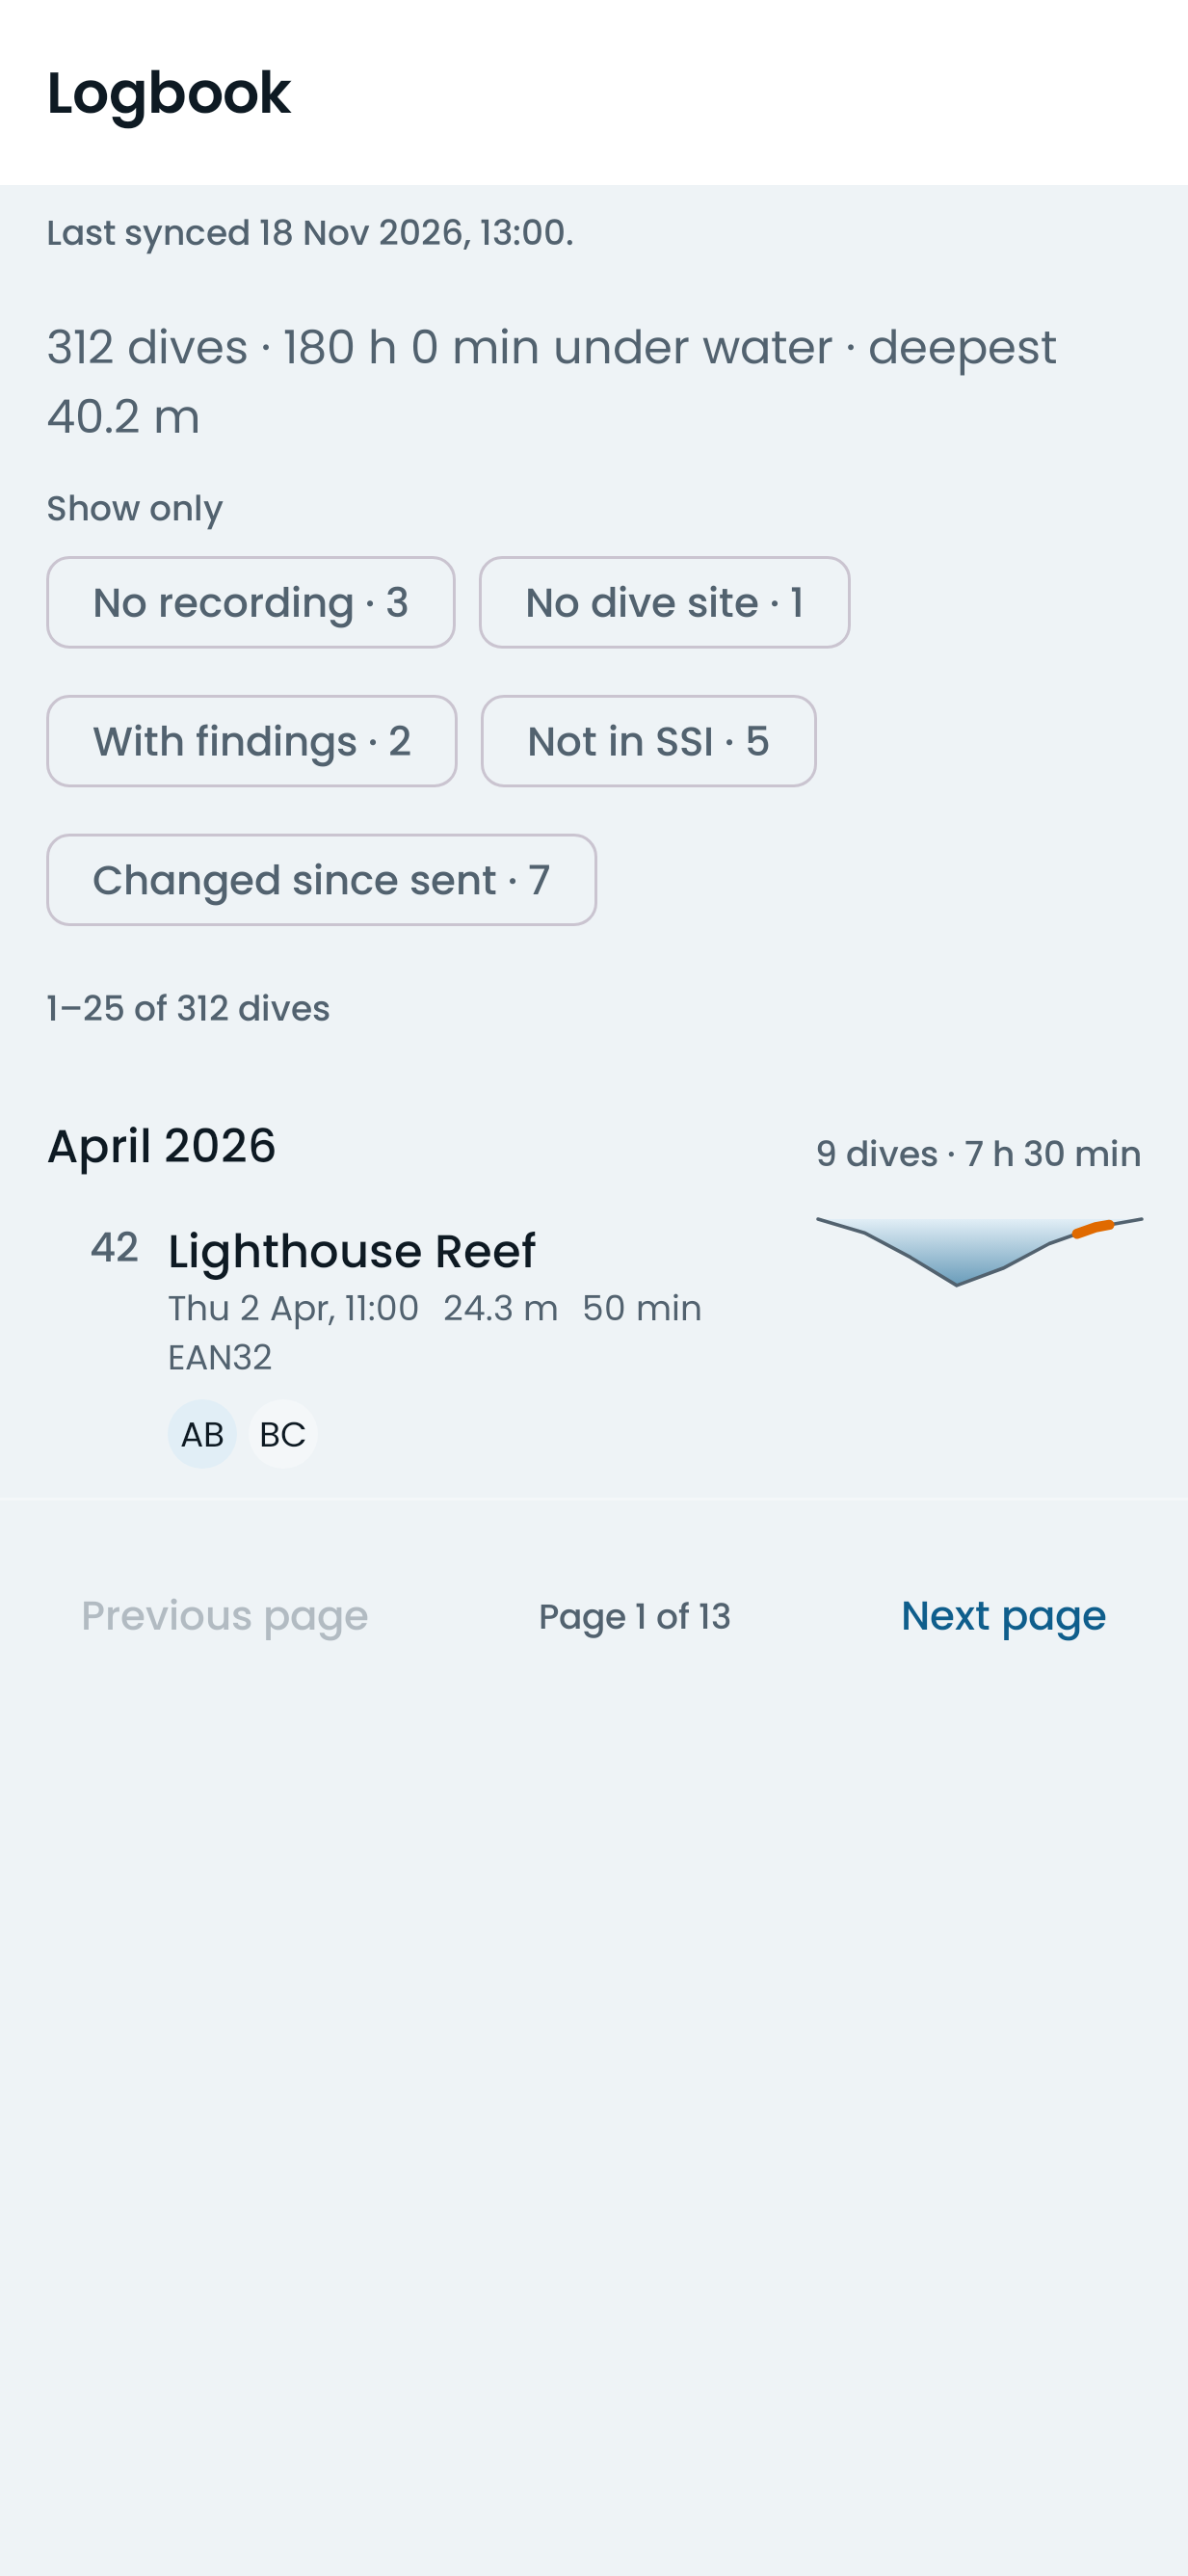 Logbook
Last synced 18 Nov 2026, 13:00.
312 dives · 180 h 0 min under water · deepest
40.2 m
Show only
No recording · 3
No dive site · 1
With findings · 2
Not in SSI · 5
Changed since sent · 7
1–25 of 312 dives
April 2026
9 dives · 7 h 30 min
42 Lighthouse Reef
Thu 2 Apr, 11:00 24.3 m 50 min
EAN32
AB BC
Previous page
Page 1 of 13
Next page